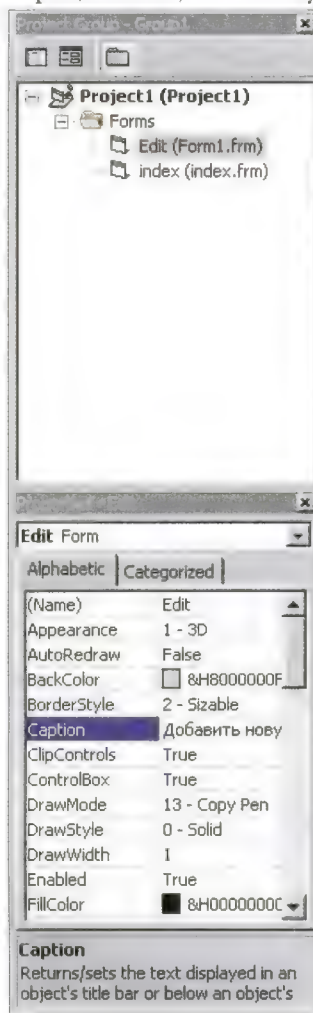 Project Group - Group1
Project1 (Project1)
Forms
Edit (Form1.frm)
index (index.frm)
Edit Form
Alphabetic Categorized
(Name) Edit
Appearance 1 - 3D
AutoRedraw False
BackColor &H8000000F
BorderStyle 2 - Sizable
Caption Добавить нову
ClipControls True
ControlBox True
DrawMode 13 - Copy Pen
DrawStyle 0 - Solid
DrawWidth 1
Enabled True
FillColor &H0000000C
Caption
Returns/sets the text displayed in an
object's title bar or below an object's